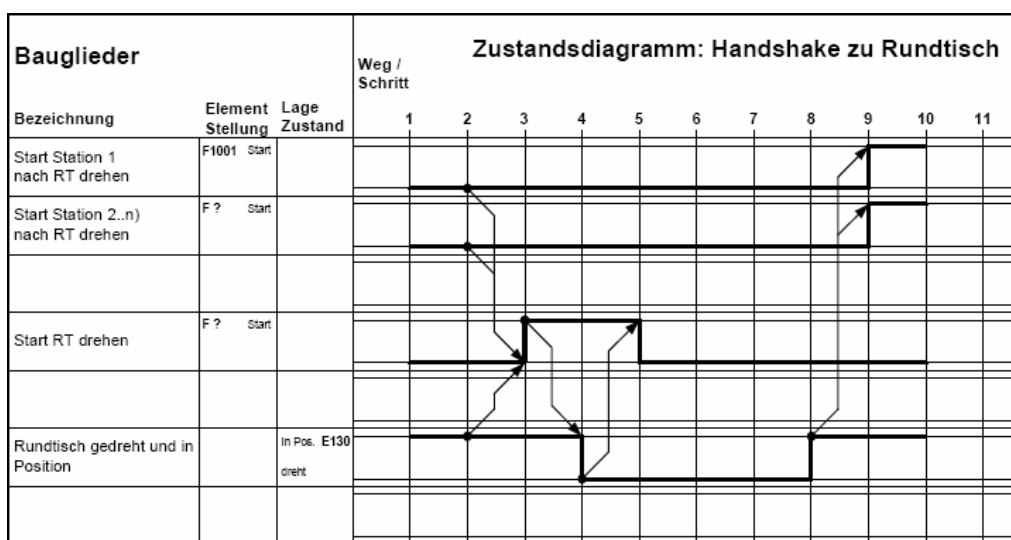 Bauglieder
Zustandsdiagramm: Handshake zu Rundtisch
Weg /
Schritt
Bezeichnung
Element
Stellung
Lage
Zustand
1 2 3 4 5 6 7 8 9 10 11
Start Station 1
nach RT drehen
F1001 Start
Start Station 2..n)
nach RT drehen
F ? Start
Start RT drehen
F ? Start
Rundtisch gedreht und in
Position
In Pos. E130
dreht